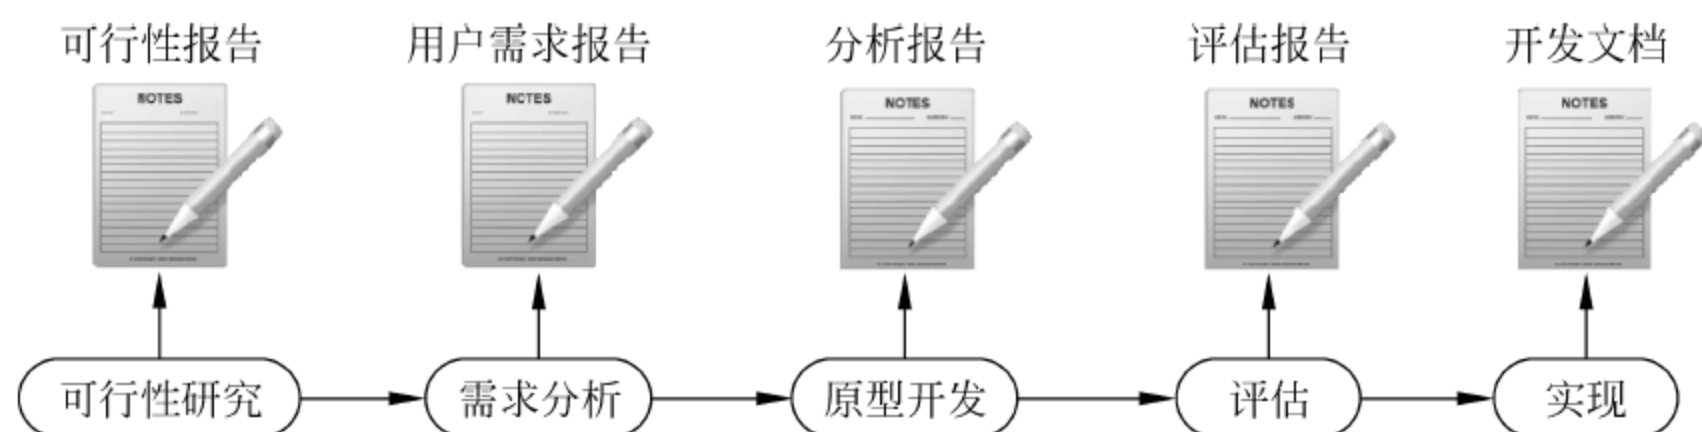 可行性报告 用户需求报告 分析报告 评估报告 开发文档
NOTES NCTES NOTES NOTES NOTES
可行性研究 需求分析 原型开发 评估 实现